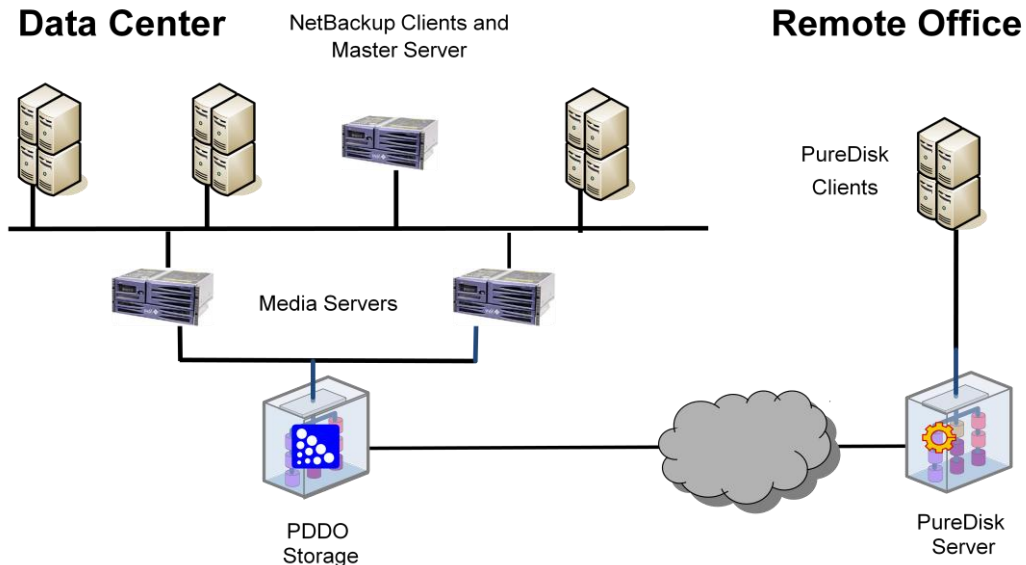 Data Center
NetBackup Clients and
Master Server
Remote Office
PureDisk
Clients
Media Servers
PDDO
Storage
PureDisk
Server